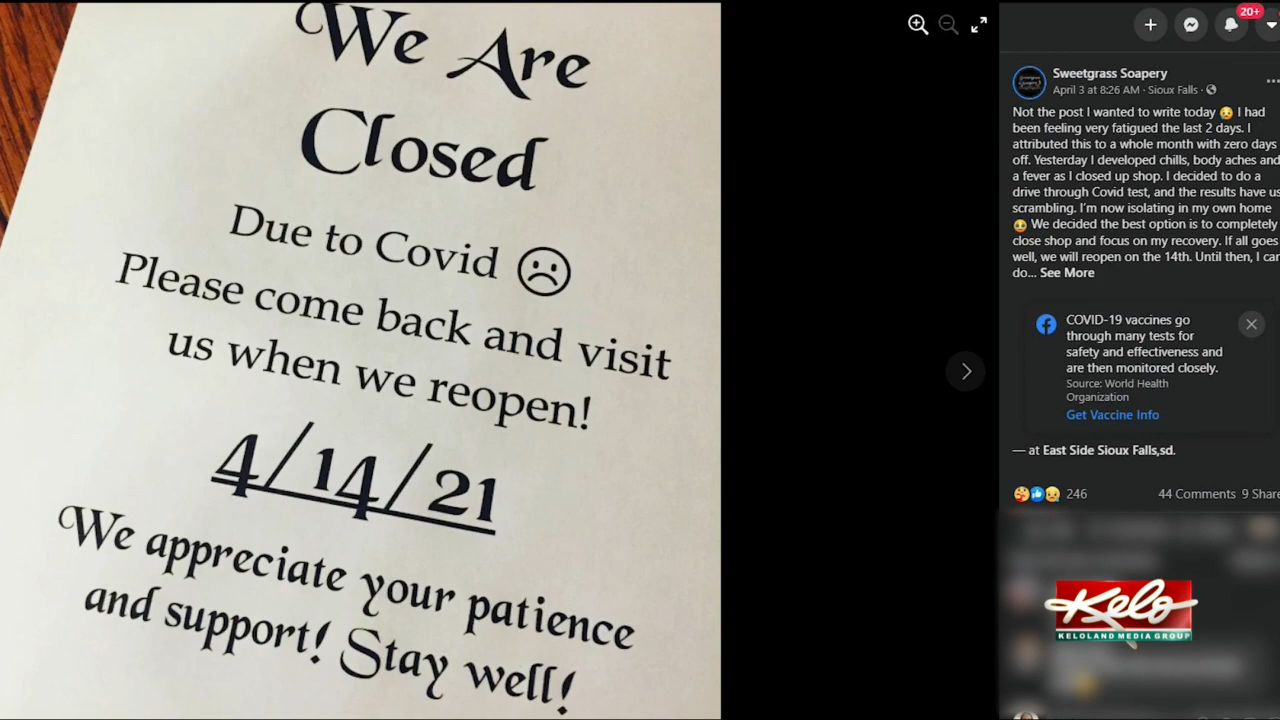 We Are
Closed
Due to Covid ☹
Please come back and visit
us when we reopen!
4/14/21
We appreciate your patience
and support! Stay well!
20+
Sweetgrass Soapery
April 3 at 8:26 AM · Sioux Falls ·
Not the post I wanted to write today 😢 I had
been feeling very fatigued the last 2 days. I
attributed this to a whole month with zero days
off. Yesterday I developed chills, body aches and
a fever as I closed up shop. I decided to do a
drive through Covid test, and the results have us
scrambling. I'm now isolating in my own home
😢 We decided the best option is to completely
close shop and focus on my recovery. If all goes
well, we will reopen on the 14th. Until then, I can
do... See More
COVID-19 vaccines go
through many tests for
safety and effectiveness and
are then monitored closely.
Source: World Health
Organization
Get Vaccine Info
— at East Side Sioux Falls,sd.
246 44 Comments 9 Share
Kelo
KELOLAND MEDIA GROUP